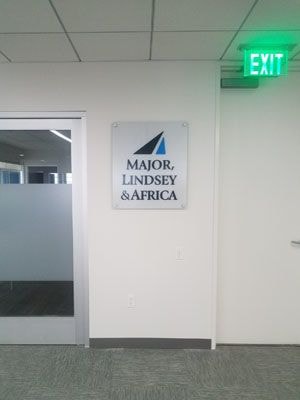 EXIT
MAJOR,
LINDSEY
& AFRICA